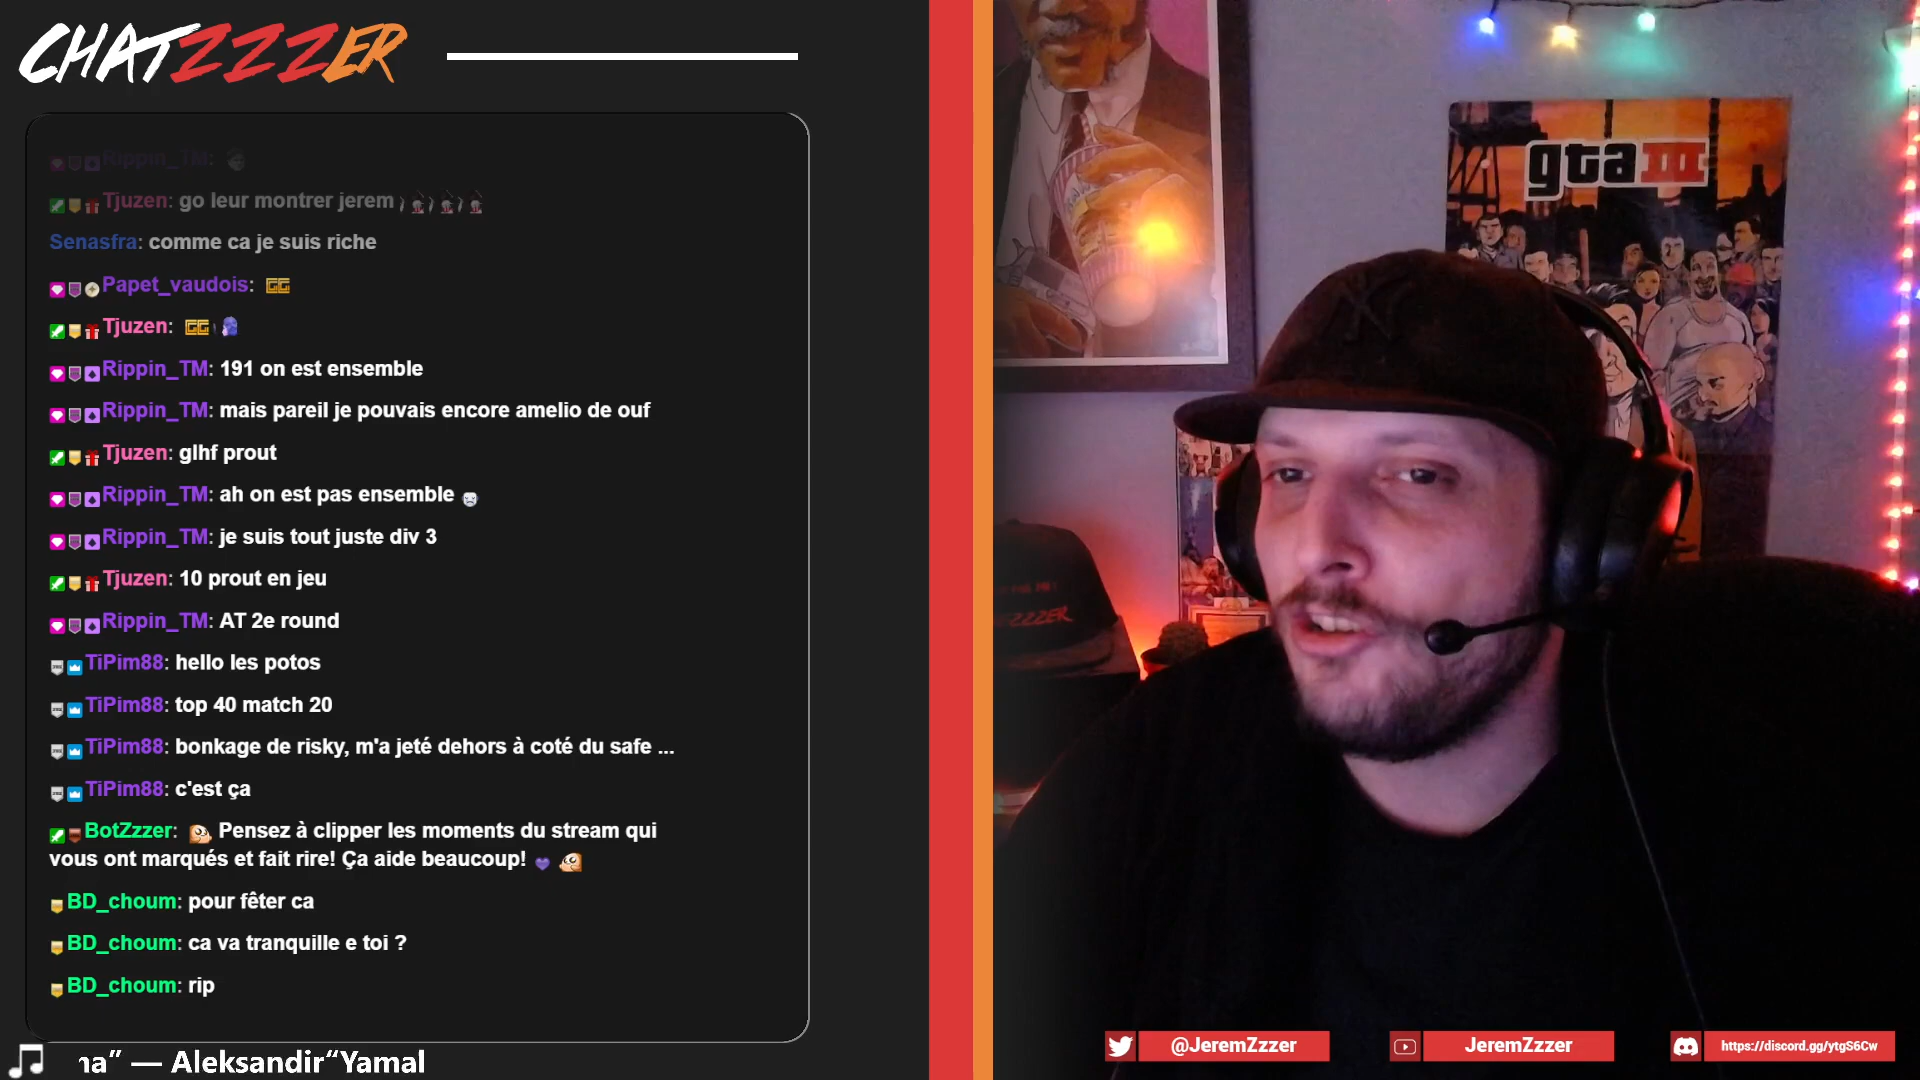 CHATZZZER
Rippin_TM:
Tjuzen: go leur montrer jerem
Senasfra: comme ca je suis riche
Papet_vaudois: GG
Tjuzen: GG
Rippin_TM: 191 on est ensemble
Rippin_TM: mais pareil je pouvais encore amelio de ouf
Tjuzen: glhf prout
Rippin_TM: ah on est pas ensemble
Rippin_TM: je suis tout juste div 3
Tjuzen: 10 prout en jeu
Rippin_TM: AT 2e round
TiPim88: hello les potos
TiPim88: top 40 match 20
TiPim88: bonkage de risky, m'a jeté dehors à coté du safe ...
TiPim88: c'est ça
BotZzzer: Pensez à clipper les moments du stream qui
vous ont marqués et fait rire! Ça aide beaucoup!
BD_choum: pour fêter ca
BD_choum: ca va tranquille e toi ?
BD_choum: rip
na” — Aleksandir“Yamal
gta III
@JeremZzzer
JeremZzzer
https://discord.gg/ytgS6Cw